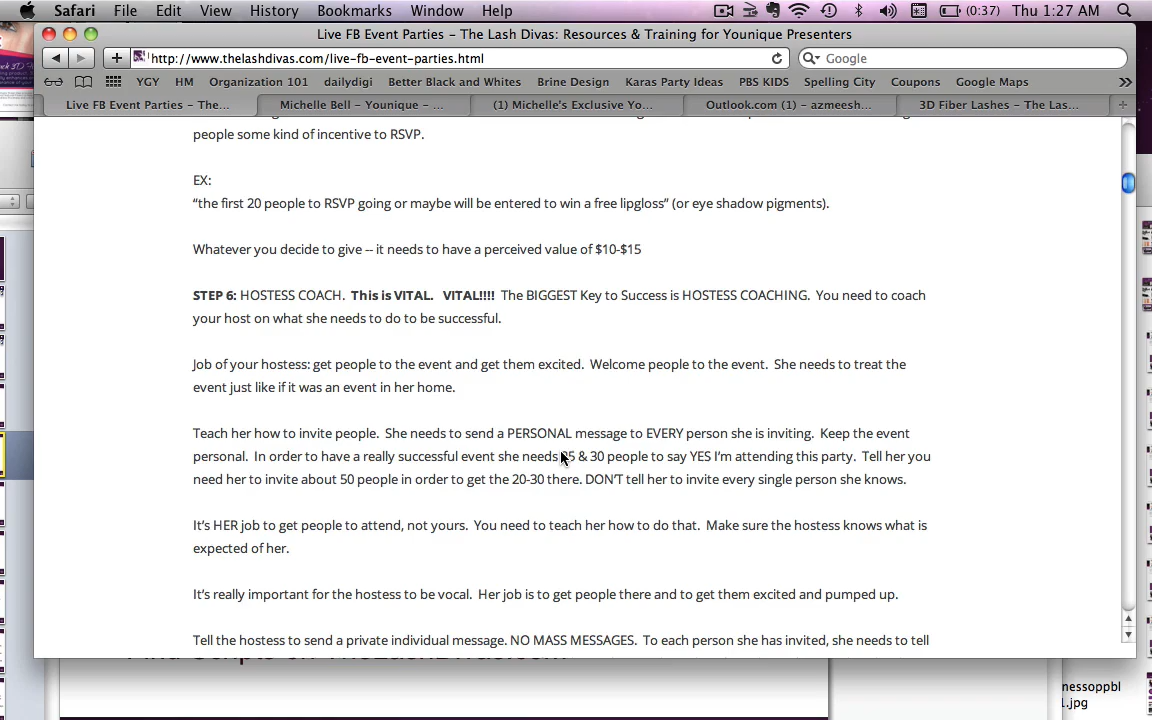 Safari File Edit View History Bookmarks Window Help (0:37) Thu 1:27 AM
Live FB Event Parties – The Lash Divas: Resources & Training for Younique Presenters
http://www.thelashdivas.com/live-fb-event-parties.html Google
YGY HM Organization 101 dailydigi Better Black and Whites Brine Design Karas Party Ideas PBS KIDS Spelling City Coupons Google Maps
Live FB Event Parties – The... Michelle Bell – Younique – ... (1) Michelle's Exclusive Yo... Outlook.com (1) – azmeesh... 3D Fiber Lashes – The Las...
people some kind of incentive to RSVP.
EX:
“the first 20 people to RSVP going or maybe will be entered to win a free lipgloss” (or eye shadow pigments).
Whatever you decide to give -- it needs to have a perceived value of $10-$15
STEP 6: HOSTESS COACH. This is VITAL. VITAL!!!! The BIGGEST Key to Success is HOSTESS COACHING. You need to coach
your host on what she needs to do to be successful.
Job of your hostess: get people to the event and get them excited. Welcome people to the event. She needs to treat the
event just like if it was an event in her home.
Teach her how to invite people. She needs to send a PERSONAL message to EVERY person she is inviting. Keep the event
personal. In order to have a really successful event she needs & 30 people to say YES I’m attending this party. Tell her you
need her to invite about 50 people in order to get the 20-30 there. DON’T tell her to invite every single person she knows.
It’s HER job to get people to attend, not yours. You need to teach her how to do that. Make sure the hostess knows what is
expected of her.
It’s really important for the hostess to be vocal. Her job is to get people there and to get them excited and pumped up.
Tell the hostess to send a private individual message. NO MASS MESSAGES. To each person she has invited, she needs to tell
nessoppbl
.jpg